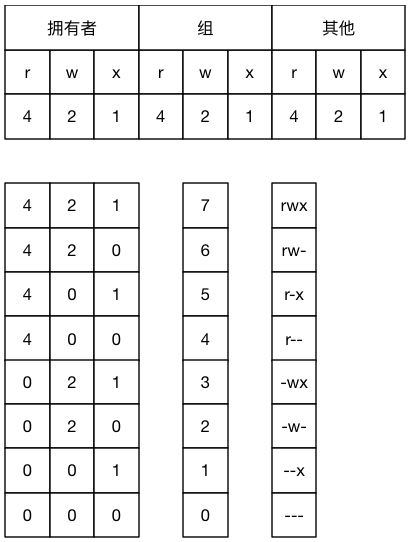 拥有者 组 其他
r w x r w x r w x
4 2 1 4 2 1 4 2 1
4 2 1 7 rwx
4 2 0 6 rw-
4 0 1 5 r-x
4 0 0 4 r--
0 2 1 3 -wx
0 2 0 2 -w-
0 0 1 1 --x
0 0 0 0 ---